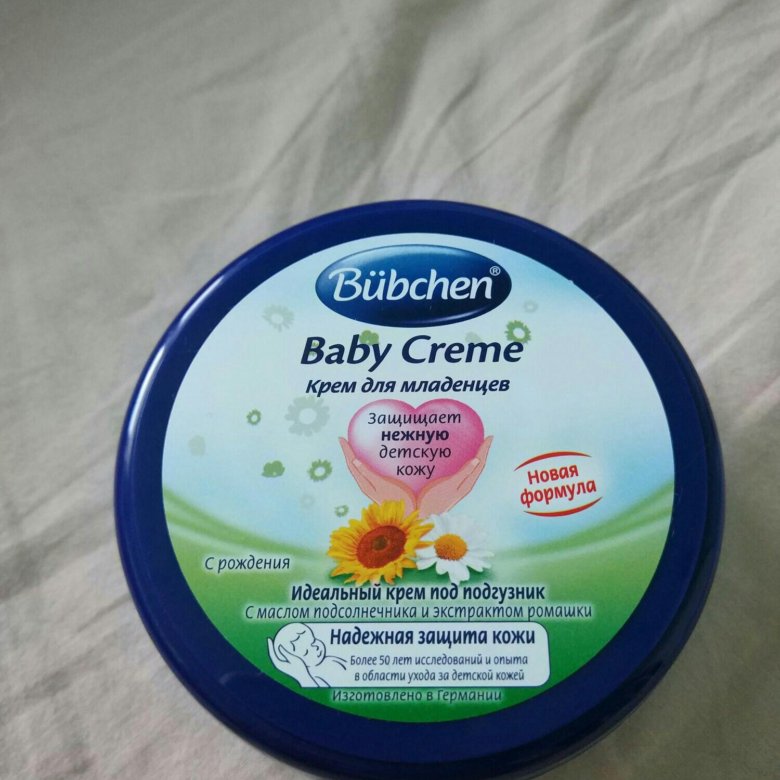 Bübchen®
Baby Creme
Крем для младенцев
Защищает
нежную
детскую
кожу
Новая
формула
С рождения
Идеальный крем под подгузник
С маслом подсолнечника и экстрактом ромашки
Надежная защита кожи
Более 50 лет исследований и опыта
в области ухода за детской кожей
Изготовлено в Германии